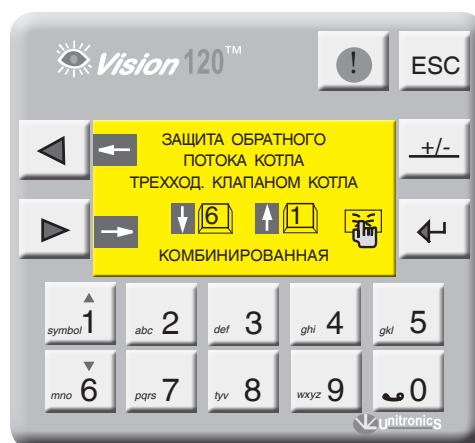 Vision 120™
!
ESC
+/-
ЗАЩИТА ОБРАТНОГО
ПОТОКА КОТЛА
ТРЕХХОД. КЛАПАНОМ КОТЛА
6 1
КОМБИНИРОВАННАЯ
symbol 1 abc 2 def 3 ghi 4 gkl 5
mno 6 pqrs 7 tyv 8 wxyz 9 0
unitronics